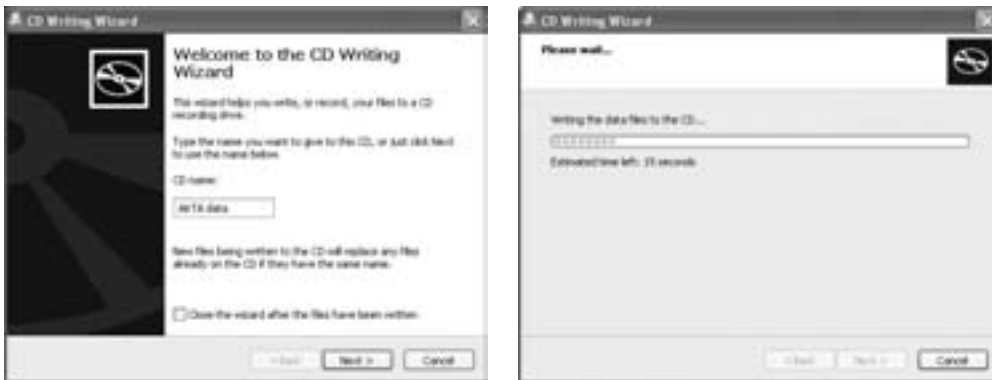 CD Writing Wizard
Welcome to the CD Writing
Wizard
This wizard helps you write, or record, your files to a CD
recording drive.
Type the name you want to give to this CD, or just click Next
to use the name below.
CD name:
data
New files being written to the CD will replace any files
already on the CD if they have the same name.
Close the wizard after the files have been written
< Back
Next >
Cancel
CD Writing Wizard
Please wait...
Writing the data files to the CD...
Estimated time left: seconds
< Back
Next >
Cancel